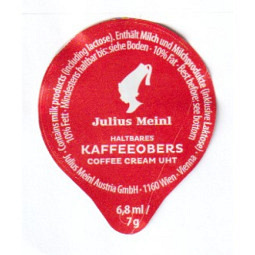 Contains milk products (including lactose). Enthält Milch und Milchprodukte (inklusive Laktose)
10% Fett - Mindestens haltbar bis: siehe Boden - 10% Fat - Best before: see bottom
Julius Meinl
HALTBARES
KAFFEEOBERS
COFFEE CREAM UHT
- Julius Meinl Austria GmbH - 1160 Wien - Vienna
6,8 ml /
7g